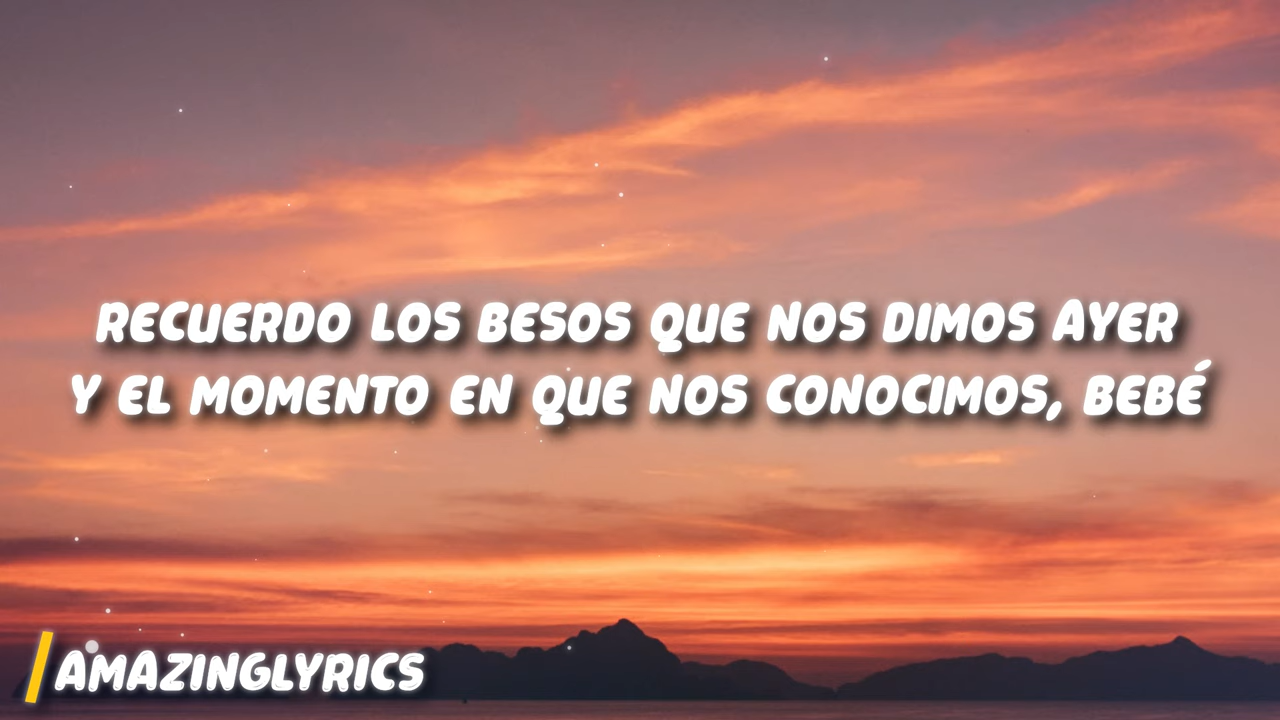 RECUERDO LOS BESOS QUE NOS DIMOS AYER
Y EL MOMENTO EN QUE NOS CONOCIMOS, BEBÉ
AMAZINGLYRICS